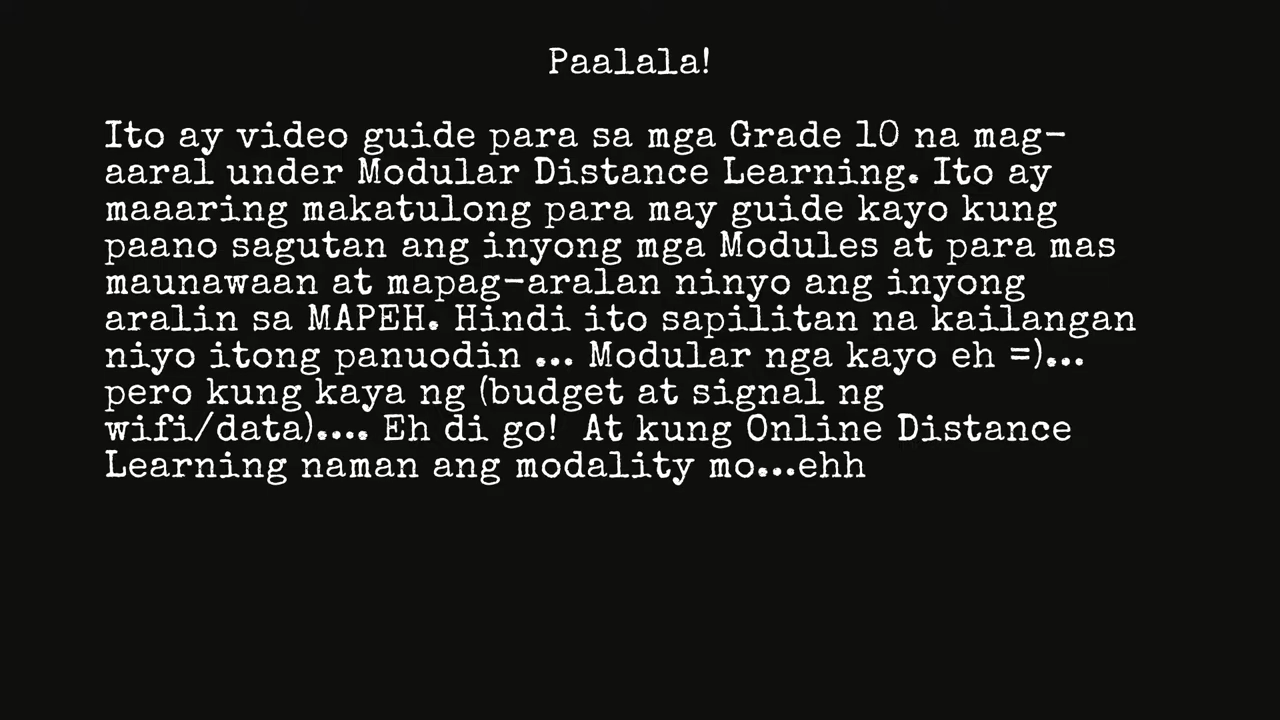 Paalala!
Ito ay video guide para sa mga Grade 10 na mag-
aaral under Modular Distance Learning. Ito ay
maaaring makatulong para may guide kayo kung
paano sagutan ang inyong mga Modules at para mas
maunawaan at mapag-aralan ninyo ang inyong
aralin sa MAPEH. Hindi ito sapilitan na kailangan
niyo itong panuodin ... Modular nga kayo eh =)...
pero kung kaya ng (budget at signal ng
wifi/data).... Eh di go!  At kung Online Distance
Learning naman ang modality mo...ehh